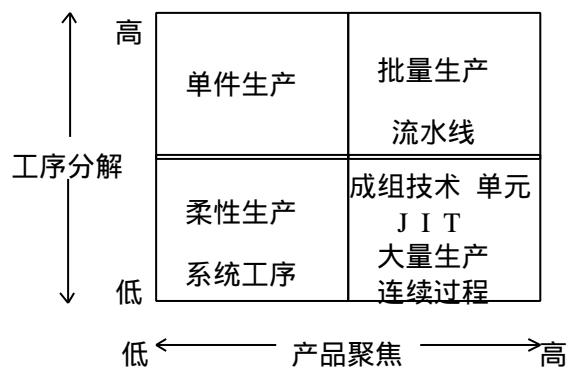 高
单件生产
批量生产
流水线
工序分解
柔性生产
系统工序
成组技术 单元
J I T
大量生产
连续过程
低
低 产品聚焦 高